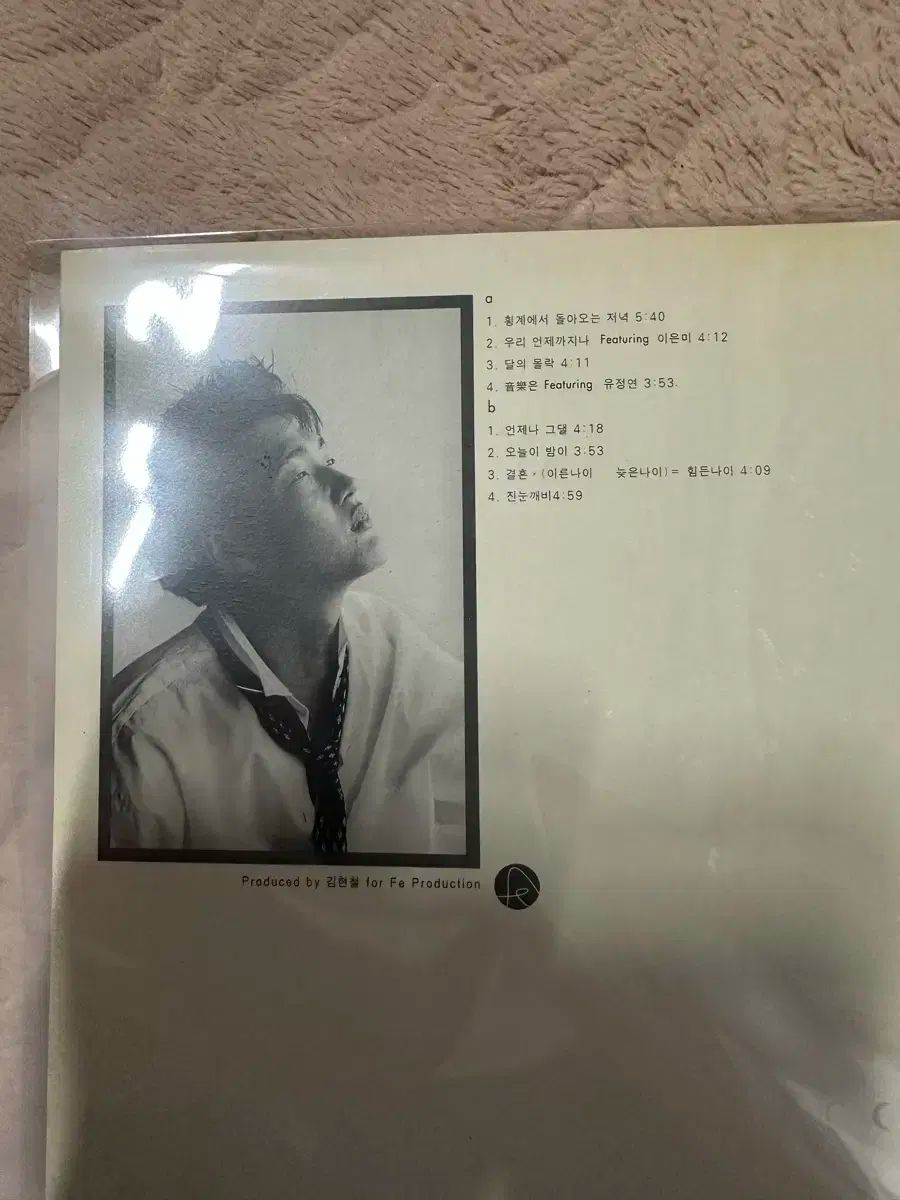 a
1. 횡계에서 돌아오는 저녁 5:40
2. 우리 언제까지나 Featuring 이은미 4:12
3. 달의 몰락 4:11
4. 音樂은 Featuring 유정연 3:53.
b
1. 언제나 그댈 4:18
2. 오늘이 밤이 3:53
3. 결혼, (이른나이 늦은나이)= 힘든나이 4:09
4. 진눈깨비4:59
Produced by 김현철 for Fe Production
Fe